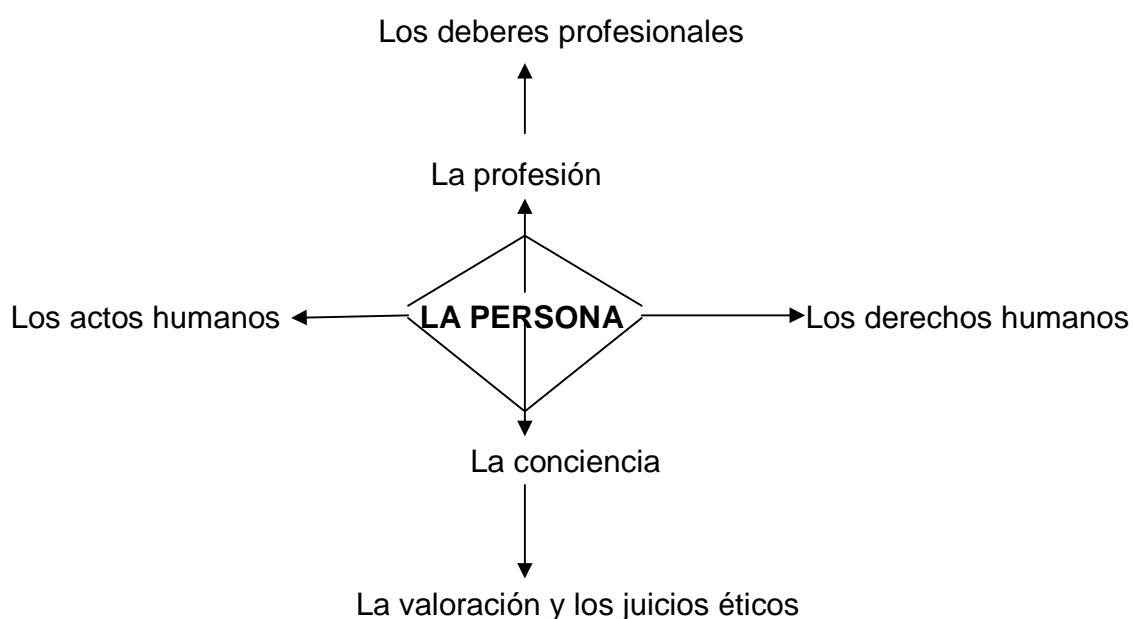 Los deberes profesionales
La profesión
Los actos humanos
LA PERSONA
Los derechos humanos
La conciencia
La valoración y los juicios éticos